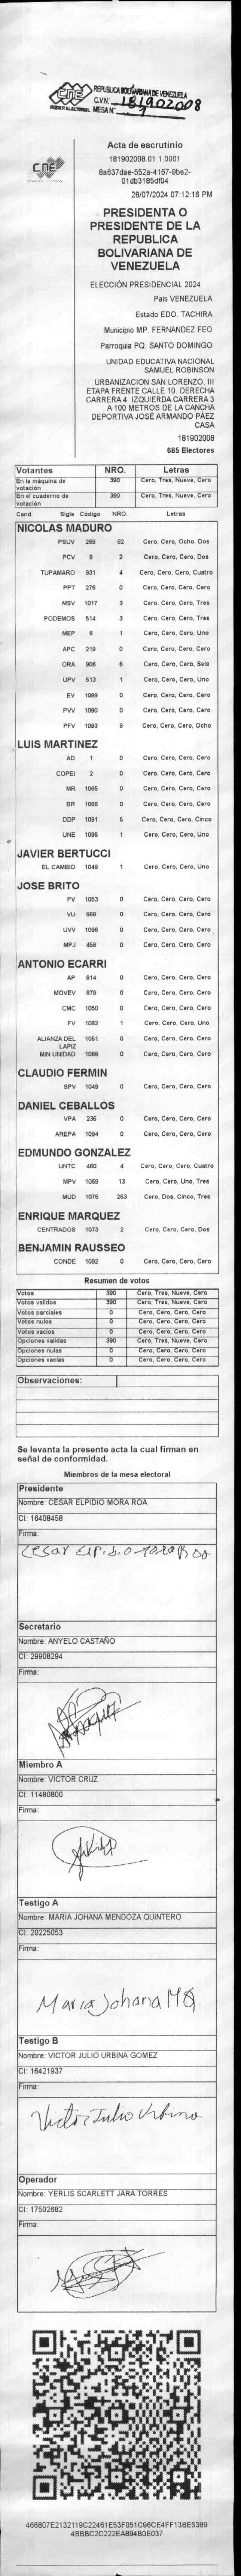 CNE
PODER ELECTORAL
REPUBLICA BOLIVARIANA DE VENEZUELA
C.V.N°: 181902008
MESA N° 1
CNE
Acta de escrutinio
181902008.01.1.0001
8a637dae-552a-4167-9be2-
01db3185df04
28/07/2024 07:12:16 PM
PRESIDENTA O
PRESIDENTE DE LA
REPUBLICA
BOLIVARIANA DE
VENEZUELA
ELECCIÓN PRESIDENCIAL 2024
Pais VENEZUELA
Estado EDO. TACHIRA
Municipio MP. FERNANDEZ FEO
Parroquia PQ. SANTO DOMINGO
UNIDAD EDUCATIVA NACIONAL
SAMUEL ROBINSON
URBANIZACION SAN LORENZO, III
ETAPA FRENTE CALLE 10. DERECHA
CARRERA 4. IZQUIERDA CARRERA 3
A 100 METROS DE LA CANCHA
DEPORTIVA JOSÉ ARMANDO PÁEZ
CASA
181902008
685 Electores
Votantes NRO. Letras
En la máquina de votación 390 Cero, Tres, Nueve, Cero
En el cuaderno de votación 390 Cero, Tres, Nueve, Cero
Cand. Sigla Código NRO. Letras
NICOLAS MADURO
PSUV 269 82 Cero, Cero, Ocho, Dos
PCV 2 Cero, Cero, Cero, Dos
TUPAMARO 931 4 Cero, Cero, Cero, Cuatro
PPT 276 0 Cero, Cero, Cero, Cero
MSV 1017 3 Cero, Cero, Cero, Tres
PODEMOS 514 3 Cero, Cero, Cero, Tres
MEP 6 1 Cero, Cero, Cero, Uno
APC 219 0 Cero, Cero, Cero, Cero
ORA 906 6 Cero, Cero, Cero, Seis
UPV 513 1 Cero, Cero, Cero, Uno
EV 1089 0 Cero, Cero, Cero, Cero
PVV 1090 0 Cero, Cero, Cero, Cero
PFV 1093 Cero, Cero, Cero, Ocho
LUIS MARTINEZ
AD 1 0 Cero, Cero, Cero, Cero
COPEI 2 0 Cero, Cero, Cero, Cero
MR 1065 0 Cero, Cero, Cero, Cero
BR 1068 0 Cero, Cero, Cero, Cero
DDP 1091 5 Cero, Cero, Cero, Cinco
UNE 1095 1 Cero, Cero, Cero, Uno
JAVIER BERTUCCI
EL CAMBIO 1048 1 Cero, Cero, Cero, Uno
JOSE BRITO
PV 1053 0 Cero, Cero, Cero, Cero
VU 868 0 Cero, Cero, Cero, Cero
UVV 1096 0 Cero, Cero, Cero, Cero
MPJ 458 0 Cero, Cero, Cero, Cero
ANTONIO ECARRI
AP 914 0 Cero, Cero, Cero, Cero
MOVEV 878 0 Cero, Cero, Cero, Cero
CMC 1050 0 Cero, Cero, Cero, Cero
FV 1062 1 Cero, Cero, Cero, Uno
ALIANZA DEL LAPIZ 1051 0 Cero, Cero, Cero, Cero
MIN UNIDAD 1068 0 Cero, Cero, Cero, Cero
CLAUDIO FERMIN
SPV 1049 0 Cero, Cero, Cero, Cero
DANIEL CEBALLOS
VPA 236 0 Cero, Cero, Cero, Cero
AREPA 1094 0 Cero, Cero, Cero, Cero
EDMUNDO GONZALEZ
UNTC 460 4 Cero, Cero, Cero, Cuatro
MPV 1069 13 Cero, Cero, Uno, Tres
MUD 1075 253 Cero, Dos, Cinco, Tres
ENRIQUE MARQUEZ
CENTRADOS 1073 2 Cero, Cero, Cero, Dos
BENJAMIN RAUSSEO
CONDE 1092 0 Cero, Cero, Cero, Cero
Resumen de votos
Votos 390 Cero, Tres, Nueve, Cero
Votos validos 390 Cero, Tres, Nueve, Cero
Votos parciales 0 Cero, Cero, Cero, Cero
Votos nulos 0 Cero, Cero, Cero, Cero
Votos vacios 0 Cero, Cero, Cero, Cero
Opciones validas 390 Cero, Tres, Nueve, Cero
Opciones nulas 0 Cero, Cero, Cero, Cero
Opciones vacias 0 Cero, Cero, Cero, Cero
Observaciones:
Se levanta la presente acta la cual firman en
señal de conformidad.
Miembros de la mesa electoral
Presidente
Nombre: CESAR ELPIDIO MORA ROA
CI: 16408458
Firma:
Cesar Elpidio Mora Roa
Secretario
Nombre: ANYELO CASTAÑO
CI: 29908294
Firma:
Miembro A
Nombre: VICTOR CRUZ
CI: 11460800
Firma:
Testigo A
Nombre: MARIA JOHANA MENDOZA QUINTERO
CI: 20225053
Firma:
Maria Johana MQ
Testigo B
Nombre: VICTOR JULIO URBINA GOMEZ
CI: 16421937
Firma:
Victor Julio Urbina
Operador
Nombre: YERLIS SCARLETT JARA TORRES
CI: 17502682
Firma:
466807E2132119C22461E53F051C96CE4FF13BE5389
4BBBC2C222EA894B0E037